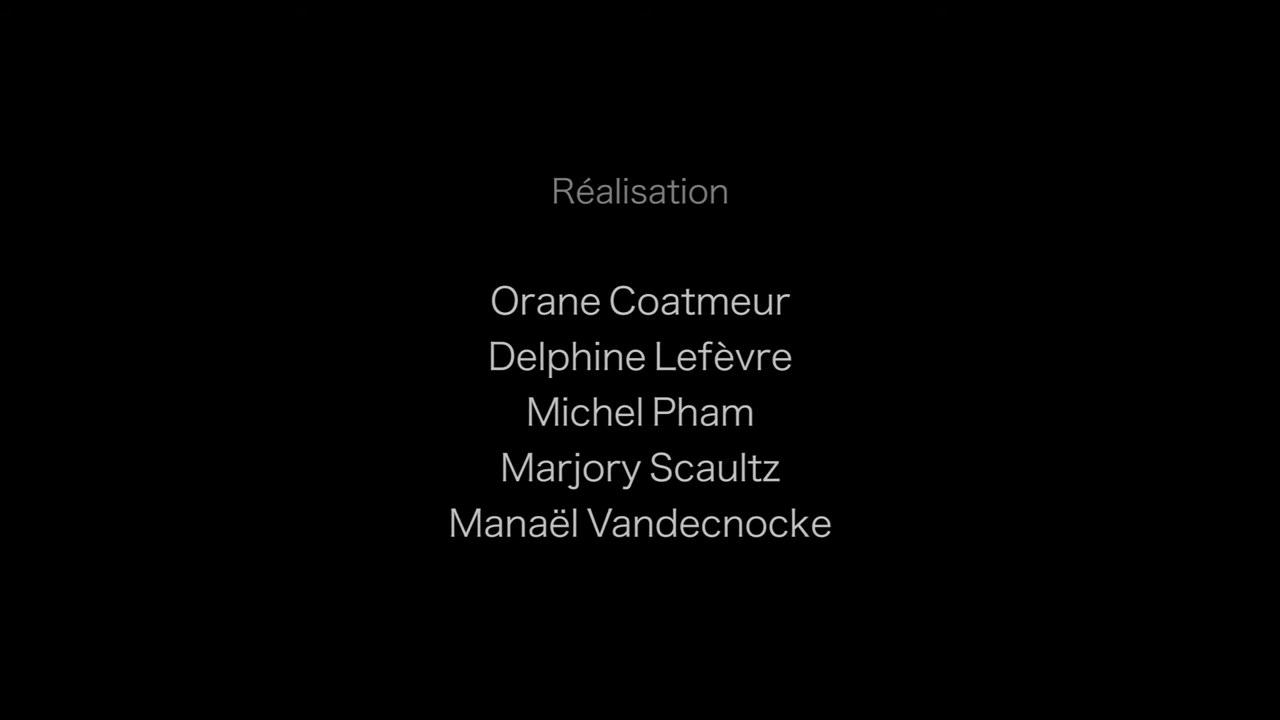 Réalisation
Orane Coatmeur
Delphine Lefèvre
Michel Pham
Marjory Scaultz
Manaël Vandecnocke